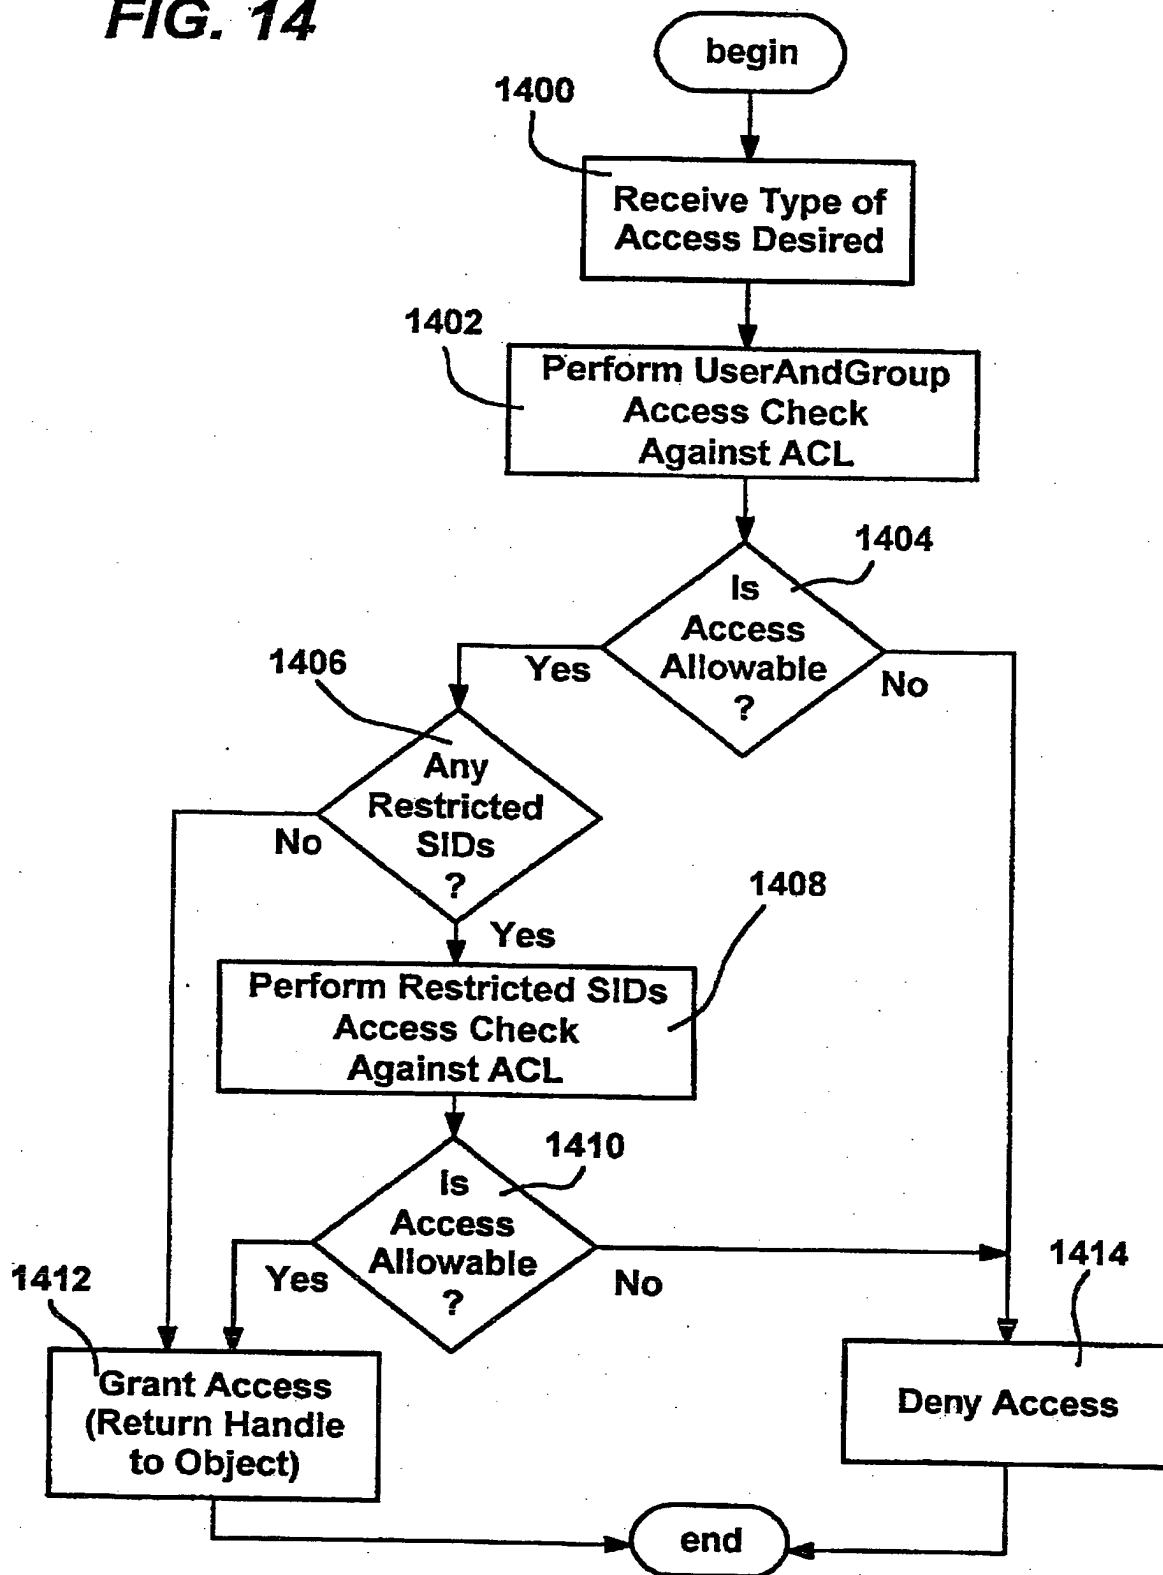 FIG. 14
begin
1400
Receive Type of
Access Desired
1402
Perform UserAndGroup
Access Check
Against ACL
1404
Is
Access
Allowable
?
Yes
No
1406
Any
Restricted
SIDs
?
No
Yes
1408
Perform Restricted SIDs
Access Check
Against ACL
1410
Is
Access
Allowable
?
Yes
No
1412
Grant Access
(Return Handle
to Object)
1414
Deny Access
end